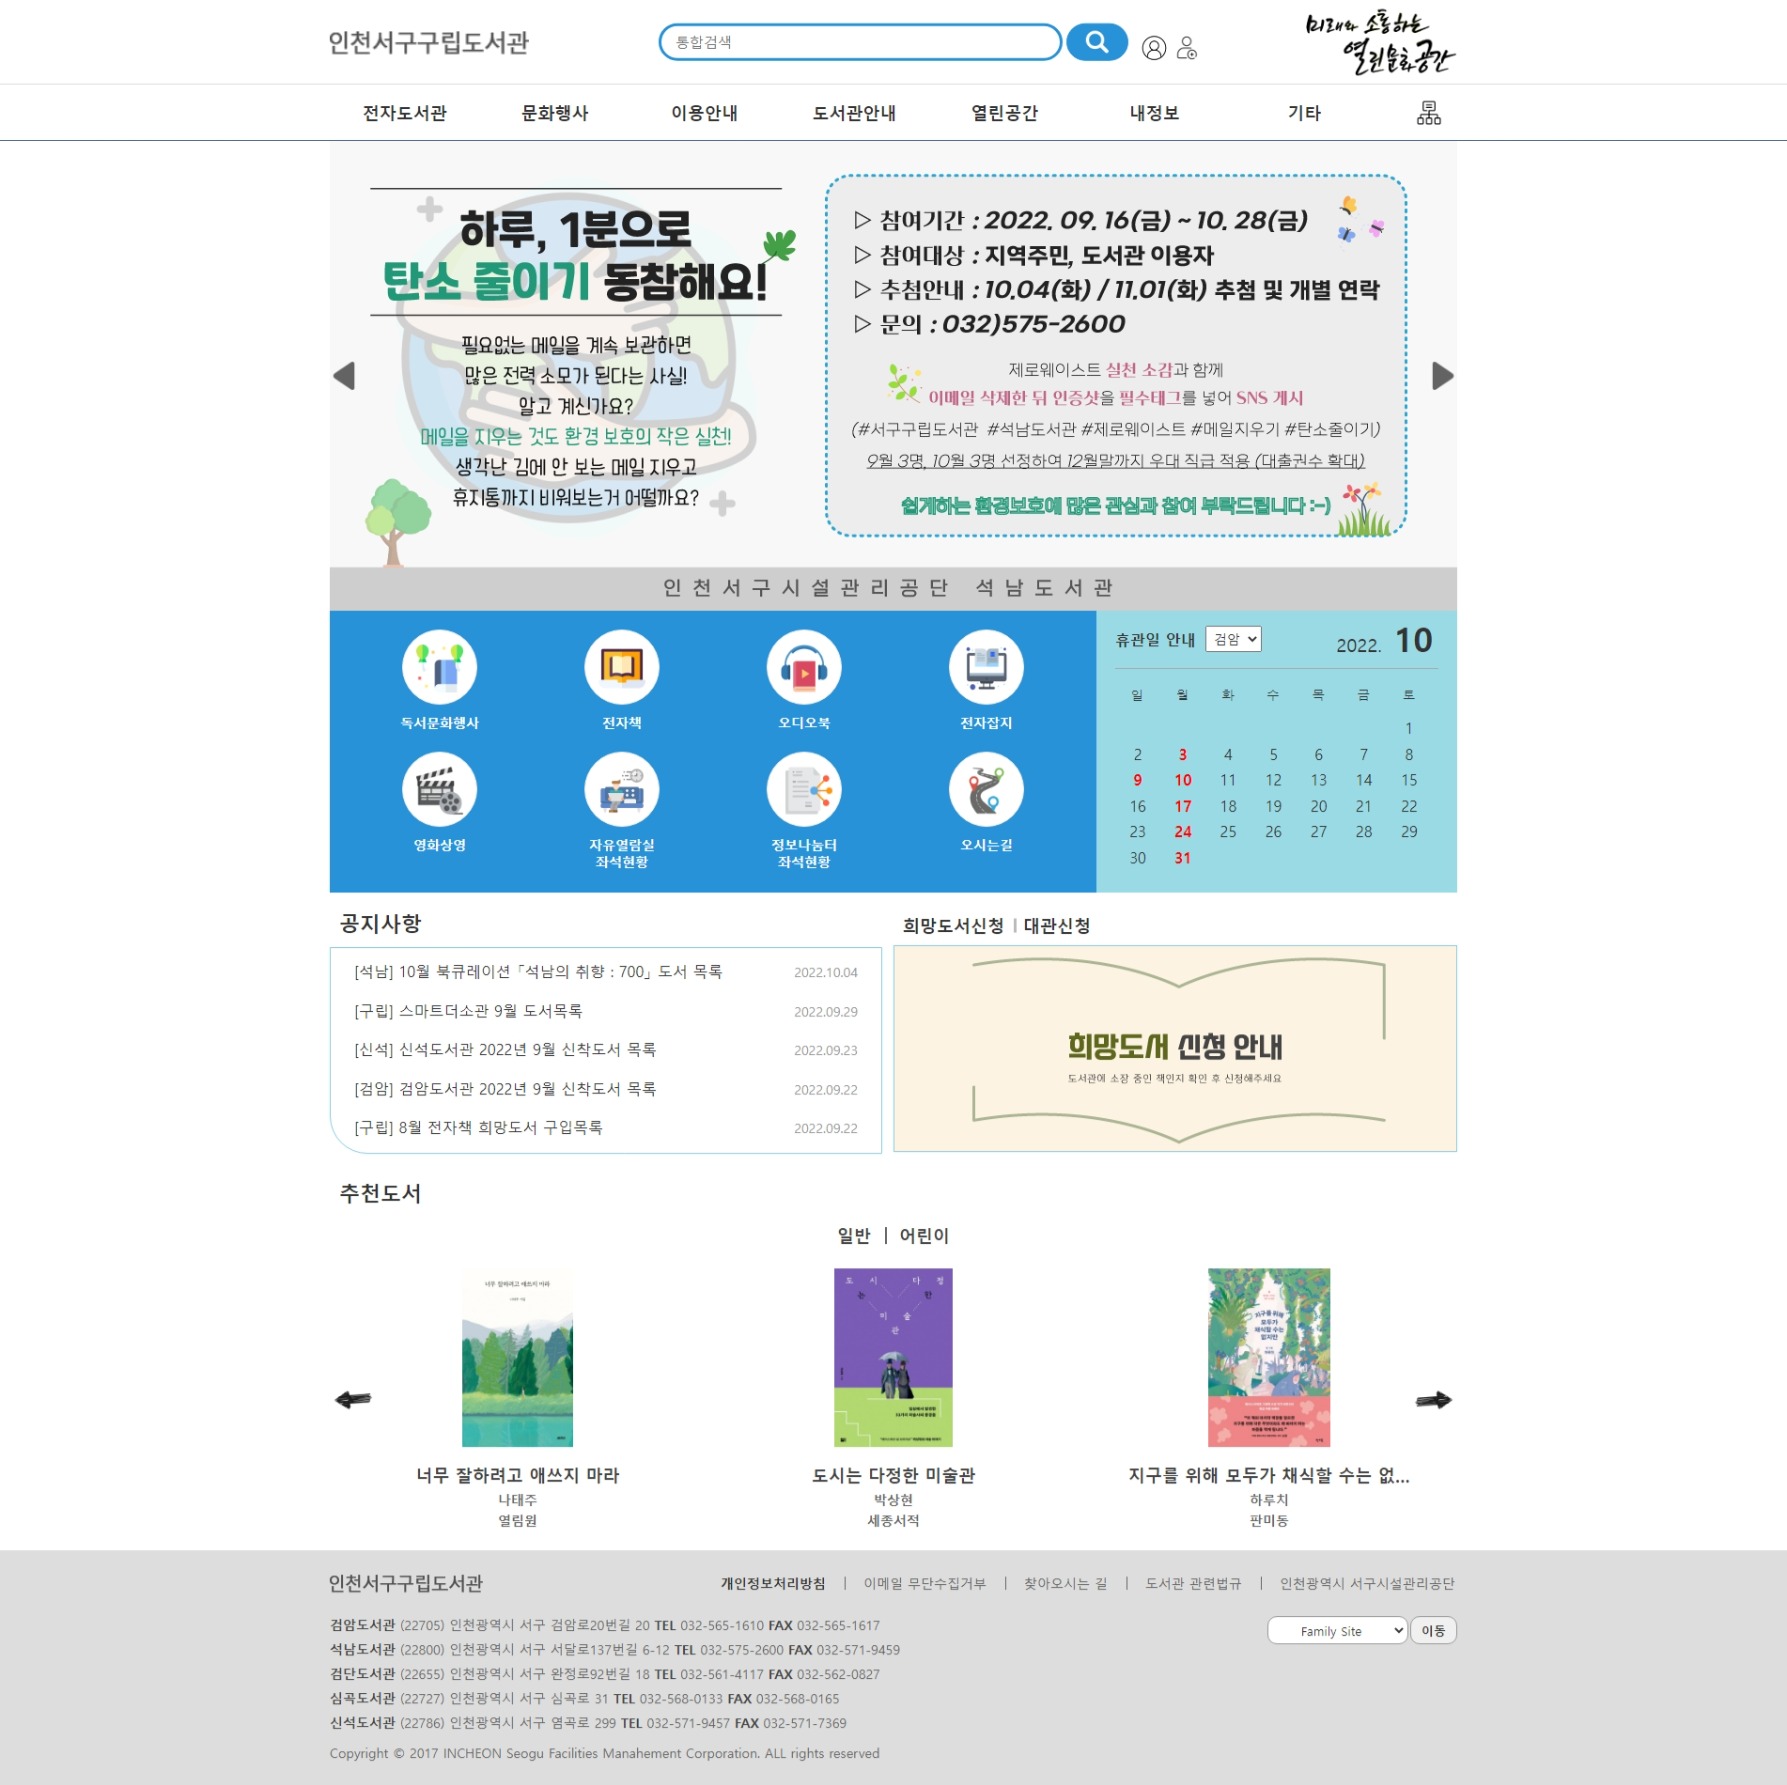 인천서구구립도서관
통합검색
미래와 소통하는
열린문화공간
전자도서관 문화행사 이용안내 도서관안내 열린공간 내정보 기타
하루, 1분으로
탄소 줄이기 동참해요!
필요없는 메일을 계속 보관하면
많은 전력 소모가 된다는 사실!
알고 계신가요?
메일을 지우는 것도 환경 보호의 작은 실천!
생각난 김에 안 보는 메일 지우고
휴지통까지 비워보는거 어떨까요?
▷ 참여기간 : 2022. 09. 16(금) ~ 10. 28(금)
▷ 참여대상 : 지역주민, 도서관 이용자
▷ 추첨안내 : 10.04(화) / 11.01(화) 추첨 및 개별 연락
▷ 문의 : 032)575-2600
제로웨이스트 실천 소감과 함께
이메일 삭제한 뒤 인증샷을 필수태그를 넣어 SNS 게시
(#서구구립도서관 #석남도서관 #제로웨이스트 #메일지우기 #탄소줄이기)
9월 3명, 10월 3명 선정하여 12월말까지 우대 직급 적용 (대출권수 확대)
쉽게하는 환경보호에 많은 관심과 참여 부탁드립니다 :-)
인천서구시설관리공단 석남도서관
독서문화행사 전자책 오디오북 전자잡지
영화상영 자유열람실 정보나눔터 오시는길
좌석현황 좌석현황
휴관일 안내 검암 2022. 10
일 월 화 수 목 금 토
1
2 3 4 5 6 7 8
9 10 11 12 13 14 15
16 17 18 19 20 21 22
23 24 25 26 27 28 29
30 31
공지사항
[석남] 10월 북큐레이션 「석남의 취향 : 700」 도서 목록 2022.10.04
[구립] 스마트더소관 9월 도서목록 2022.09.29
[신석] 신석도서관 2022년 9월 신착도서 목록 2022.09.23
[검암] 검암도서관 2022년 9월 신착도서 목록 2022.09.22
[구립] 8월 전자책 희망도서 구입목록 2022.09.22
희망도서신청 | 대관신청
희망도서 신청 안내
도서관에 소장 중인 책인지 확인 후 신청해주세요
추천도서
일반 | 어린이
너무 잘하려고 애쓰지 마라
도 시 다 정
는 한
미 술
관
지구를 위해
모두가
채식할 수는
없지만
너무 잘하려고 애쓰지 마라
나태주
열림원
도시는 다정한 미술관
박상현
세종서적
지구를 위해 모두가 채식할 수는 없...
하루치
판미동
인천서구구립도서관
개인정보처리방침 | 이메일 무단수집거부 | 찾아오시는 길 | 도서관 관련법규 | 인천광역시 서구시설관리공단
검암도서관 (22705) 인천광역시 서구 검암로20번길 20 TEL 032-565-1610 FAX 032-565-1617
석남도서관 (22800) 인천광역시 서구 서달로137번길 6-12 TEL 032-575-2600 FAX 032-571-9459
검단도서관 (22655) 인천광역시 서구 완정로92번길 18 TEL 032-561-4117 FAX 032-562-0827
심곡도서관 (22727) 인천광역시 서구 심곡로 31 TEL 032-568-0133 FAX 032-568-0165
신석도서관 (22786) 인천광역시 서구 염곡로 299 TEL 032-571-9457 FAX 032-571-7369
Family Site 이동
Copyright © 2017 INCHEON Seogu Facilities Manahement Corporation. ALL rights reserved